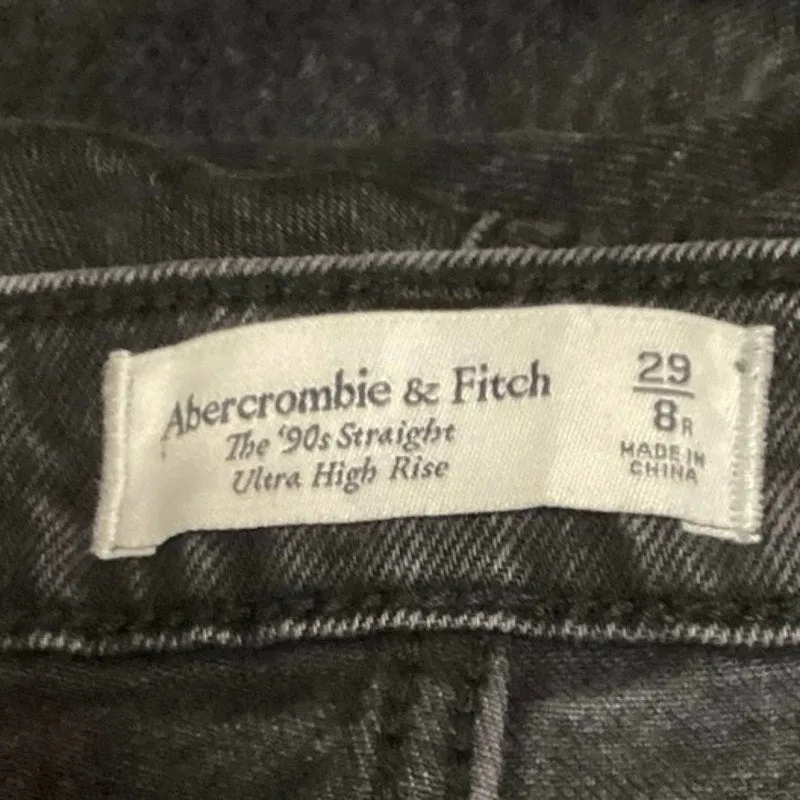 Abercrombie & Fitch
The '90s Straight
Ultra High Rise
29
8R
MADE IN
CHINA